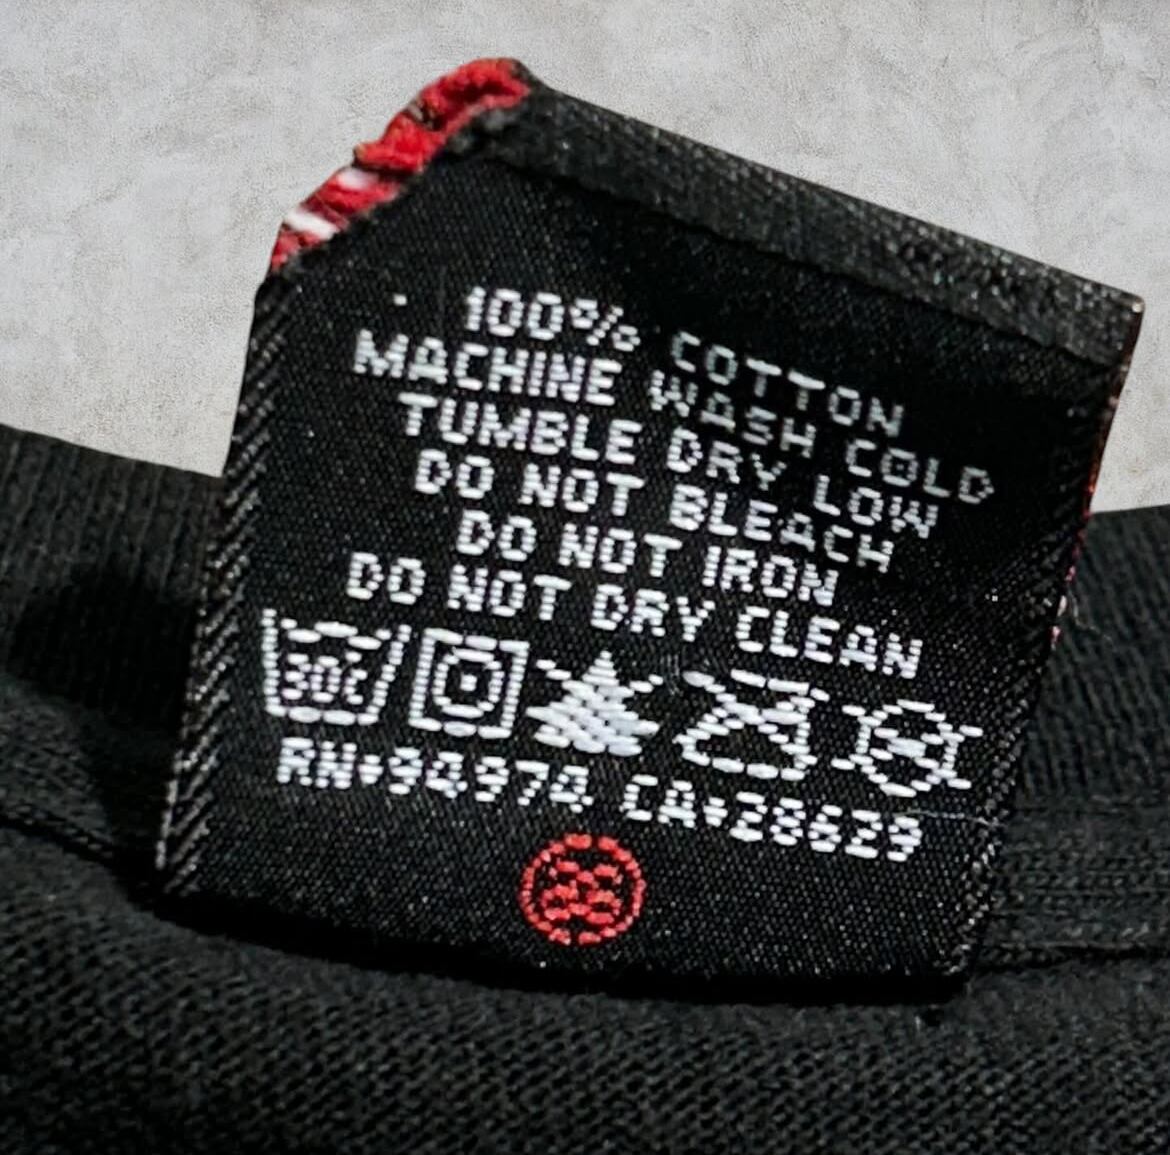 100% COTTON
MACHINE WASH COLD
TUMBLE DRY LOW
DO NOT BLEACH
DO NOT IRON
DO NOT DRY CLEAN
30C
RN#94974 CA#28629